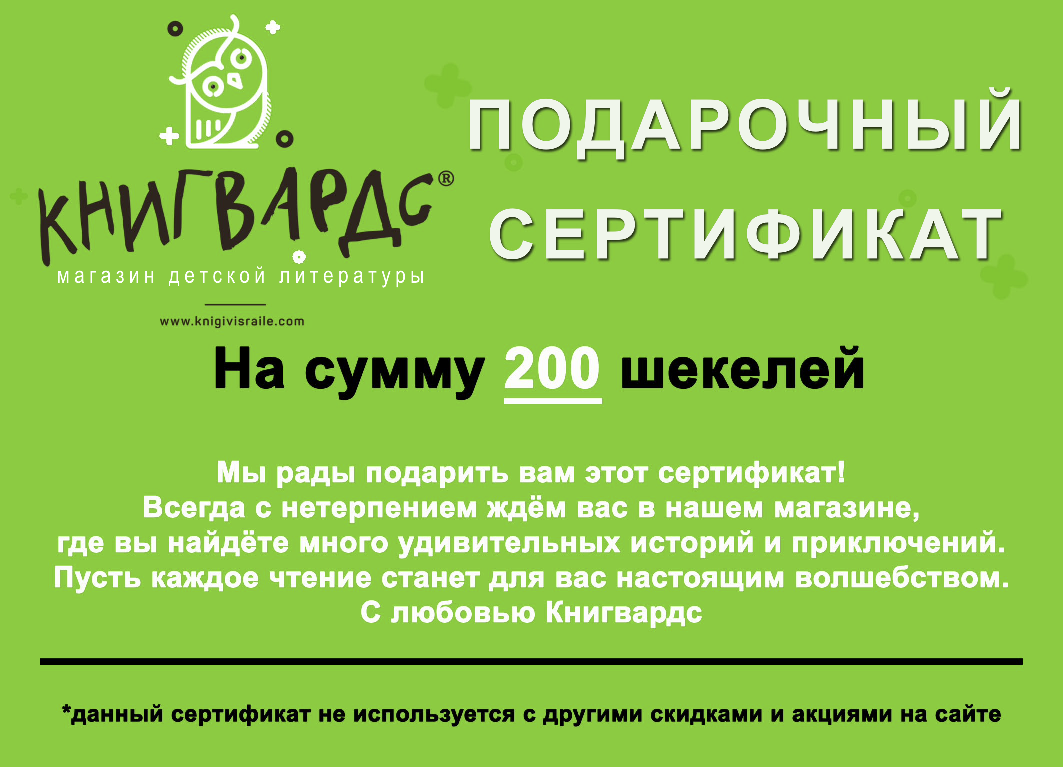 КНИГВАРДС®
магазин детской литературы
www.knigivisraile.com
ПОДАРОЧНЫЙ
СЕРТИФИКАТ
На сумму 200 шекелей
Мы рады подарить вам этот сертификат!
Всегда с нетерпением ждём вас в нашем магазине,
где вы найдёте много удивительных историй и приключений.
Пусть каждое чтение станет для вас настоящим волшебством.
С любовью Книгвардс
*данный сертификат не используется с другими скидками и акциями на сайте